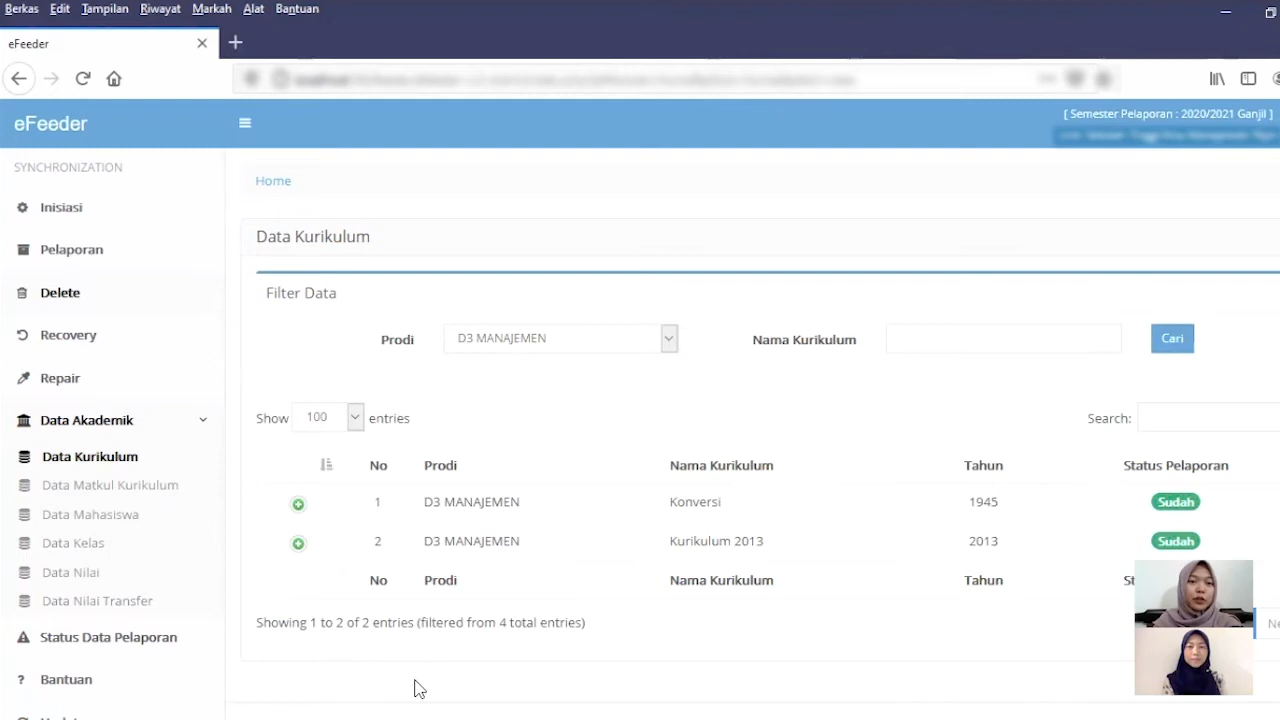 Berkas Edit Tampilan Riwayat Markah Alat Bantuan
eFeeder
eFeeder
[ Semester Pelaporan : 2020/2021 Ganjil ]
SYNCHRONIZATION
Inisiasi
Pelaporan
Delete
Recovery
Repair
Data Akademik
Data Kurikulum
Data Matkul Kurikulum
Data Mahasiswa
Data Kelas
Data Nilai
Data Nilai Transfer
Status Data Pelaporan
Bantuan
Home
Data Kurikulum
Filter Data
Prodi D3 MANAJEMEN Nama Kurikulum Cari
Show 100 entries Search:
No Prodi Nama Kurikulum Tahun Status Pelaporan
1 D3 MANAJEMEN Konversi 1945 Sudah
2 D3 MANAJEMEN Kurikulum 2013 2013 Sudah
No Prodi Nama Kurikulum Tahun
Showing 1 to 2 of 2 entries (filtered from 4 total entries)